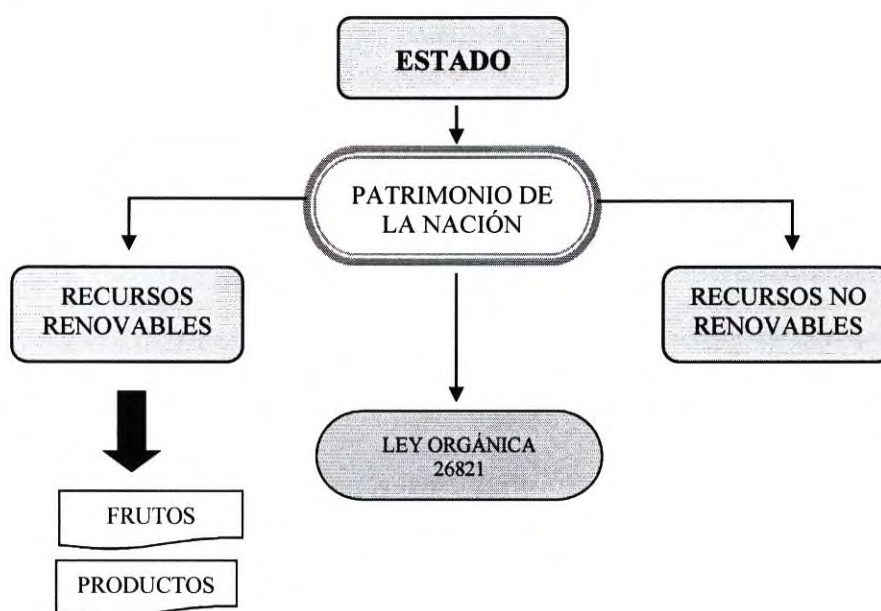 ESTADO
PATRIMONIO DE
LA NACIÓN
RECURSOS
RENOVABLES
RECURSOS NO
RENOVABLES
LEY ORGÁNICA
26821
FRUTOS
PRODUCTOS